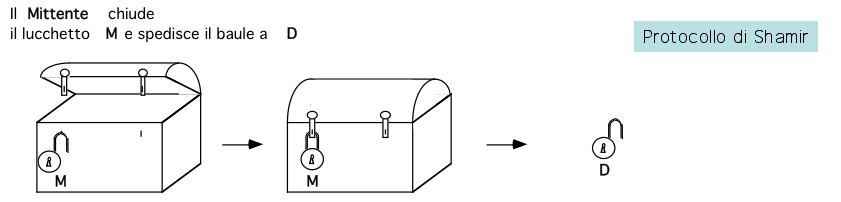 Il Mittente chiude
il lucchetto M e spedisce il baule a D
Protocollo di Shamir
M
M
D